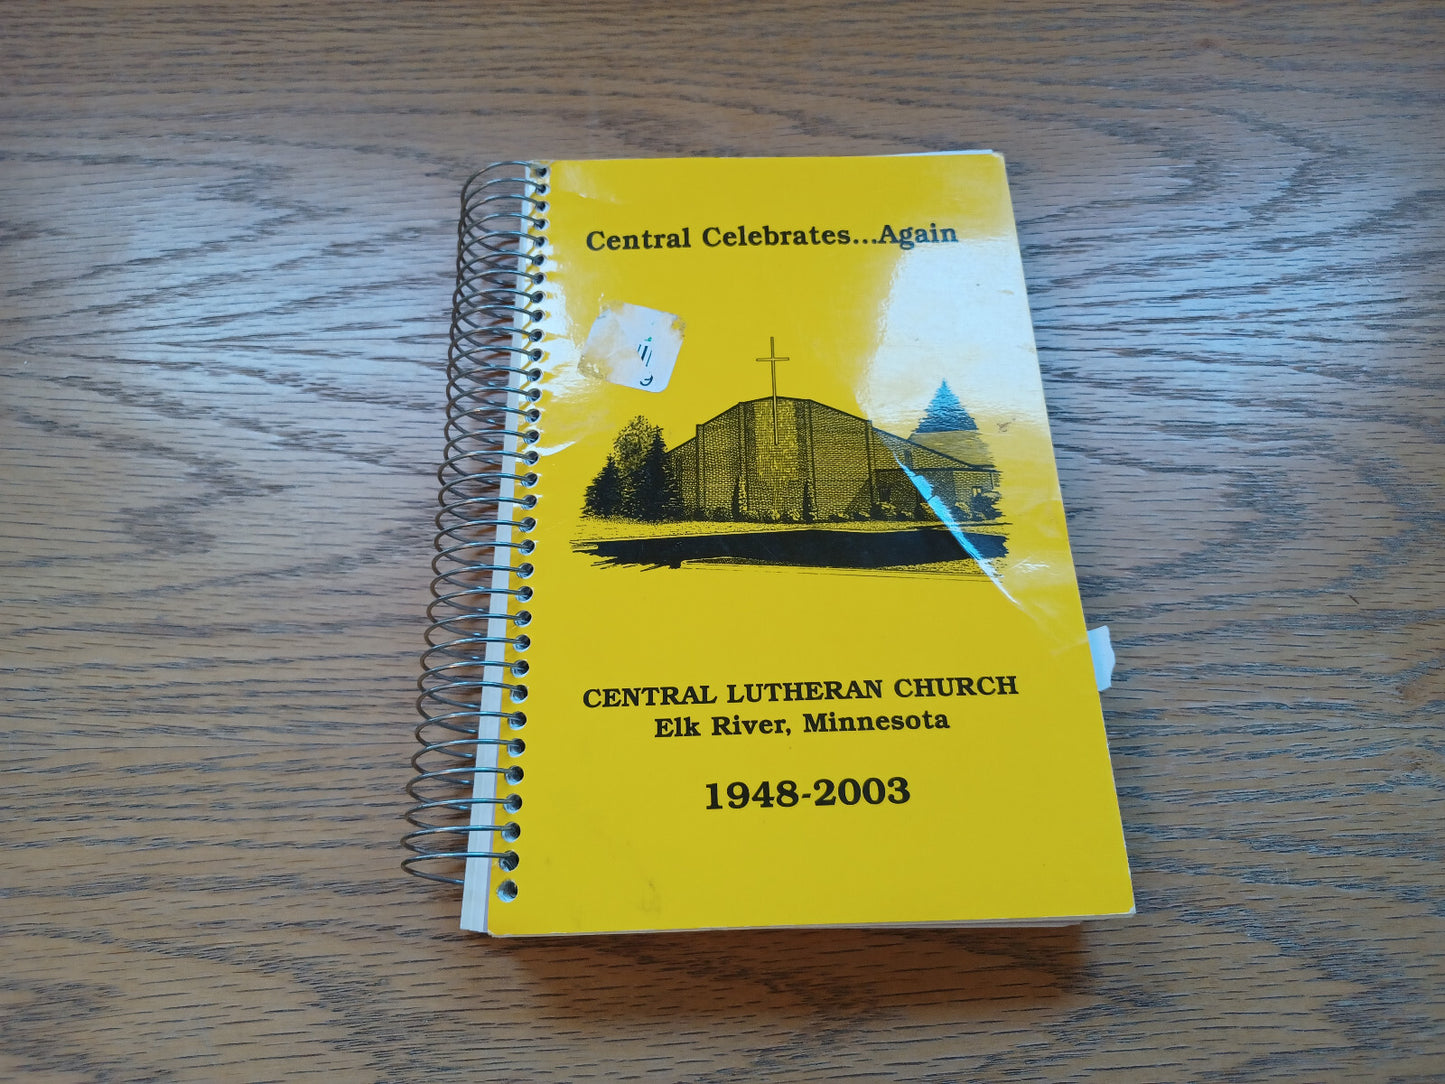 Central Celebrates...Again
CENTRAL LUTHERAN CHURCH
Elk River, Minnesota
1948-2003